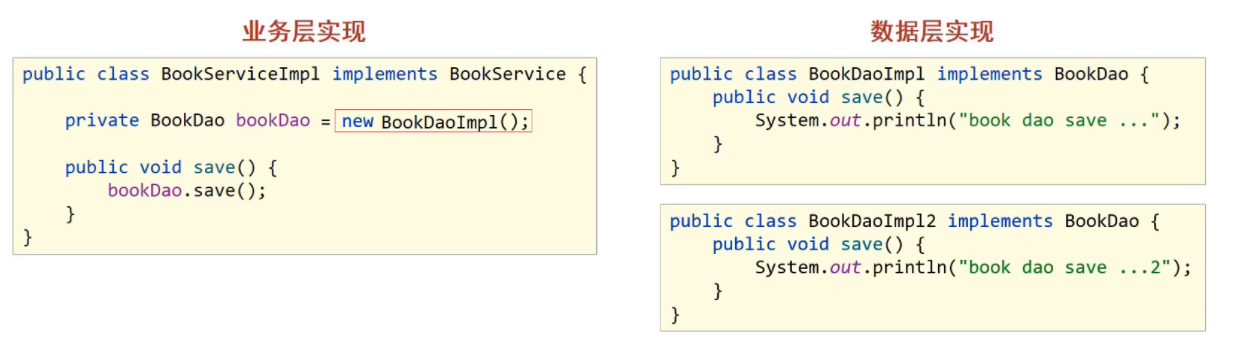 业务层实现
public class BookServiceImpl implements BookService {
private BookDao bookDao = new BookDaoImpl();
public void save() {
bookDao.save();
}
}
数据层实现
public class BookDaoImpl implements BookDao {
public void save() {
System.out.println("book dao save ...");
}
}
public class BookDaoImpl2 implements BookDao {
public void save() {
System.out.println("book dao save ...2");
}
}